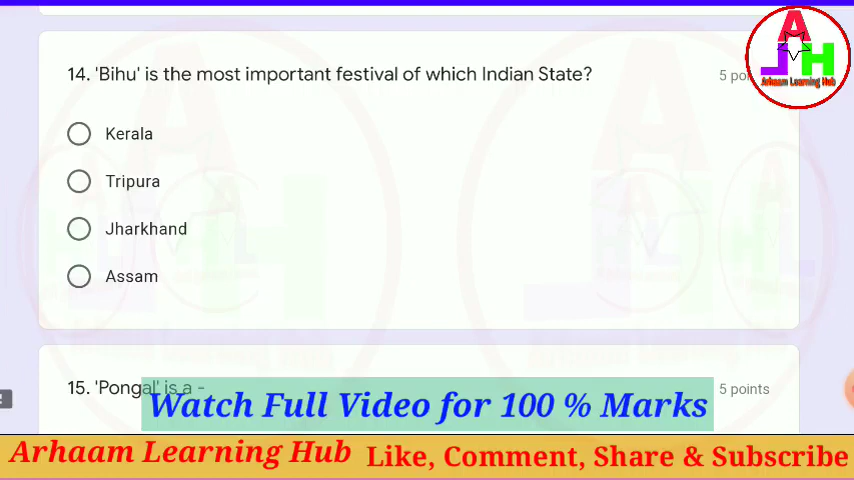 14. 'Bihu' is the most important festival of which Indian State?
5 po
Kerala
Tripura
Jharkhand
Assam
A
J H
Arhaam Learning Hub
15. 'Pongal' is a -
5 points
Watch Full Video for 100 % Marks
Arhaam Learning Hub Like, Comment, Share & Subscribe